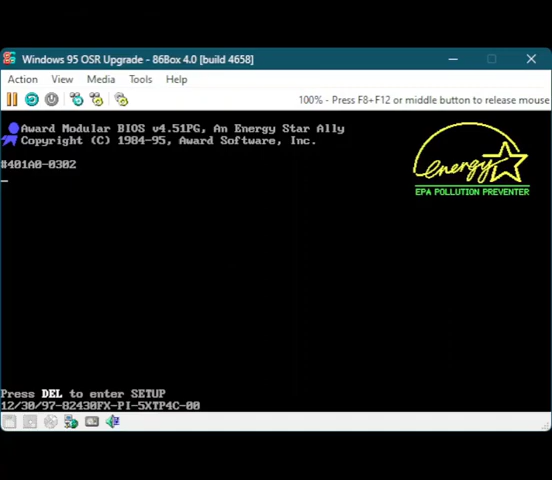 Windows 95 OSR Upgrade - 86Box 4.0 [build 4658]
Action View Media Tools Help
100% - Press F8+F12 or middle button to release mouse
Award Modular BIOS v4.51PG, An Energy Star Ally
Copyright (C) 1984-95, Award Software, Inc.
#401A0-0302
energy
EPA POLLUTION PREVENTER
Press DEL to enter SETUP
12/30/97-82430FX-PI-5XTP4C-00